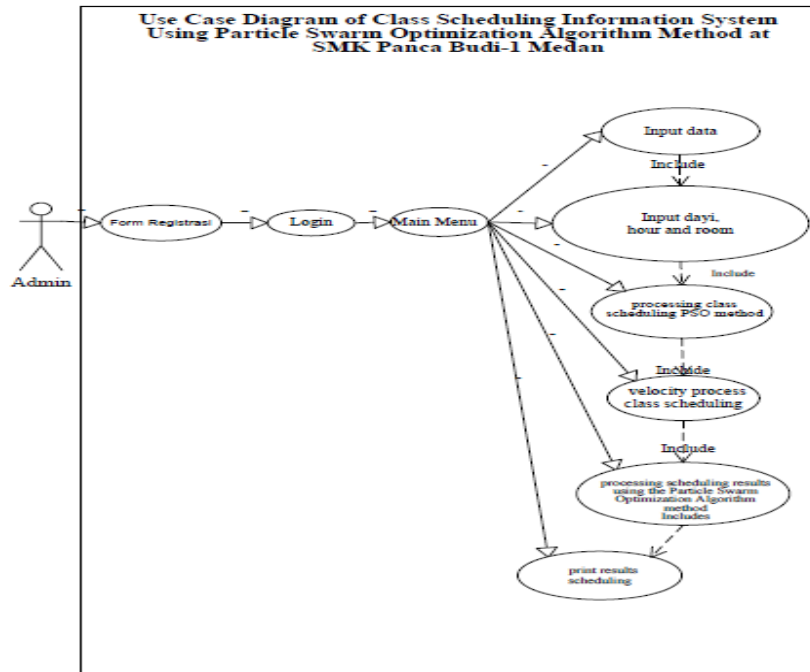 Use Case Diagram of Class Scheduling Information System
Using Particle Swarm Optimization Algorithm Method at
SMK Panca Budi-1 Medan
Input data
Include
Form Registrasi
Login
Main Menu
Input dayi,
hour and room
Admin
Include
processing class
scheduling PSO method
Include
velocity process
class scheduling
Include
processing scheduling results
using the Particle Swarm
Optimization Algorithm
method
Includes
print results
scheduling